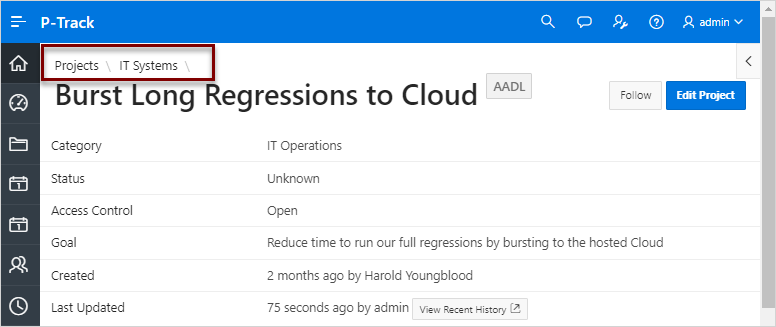 P-Track
admin
Projects \ IT Systems \
Burst Long Regressions to Cloud AADL
Follow
Edit Project
Category IT Operations
Status Unknown
Access Control Open
Goal Reduce time to run our full regressions by bursting to the hosted Cloud
Created 2 months ago by Harold Youngblood
Last Updated 75 seconds ago by admin View Recent History